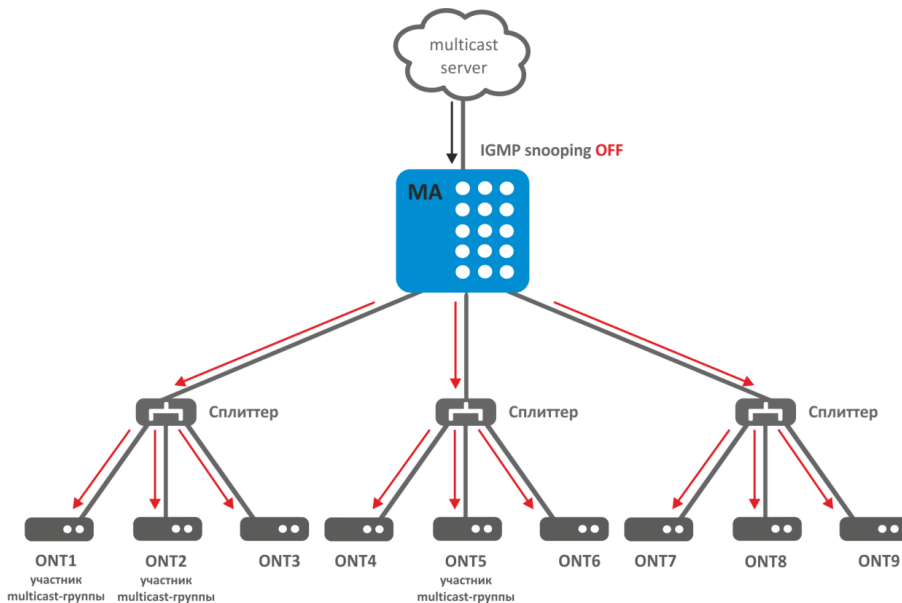 multicast
server
IGMP snooping OFF
MA
Сплиттер
Сплиттер
Сплиттер
ONT1
участник
multicast-группы
ONT2
участник
multicast-группы
ONT3
ONT4
ONT5
участник
multicast-группы
ONT6
ONT7
ONT8
ONT9